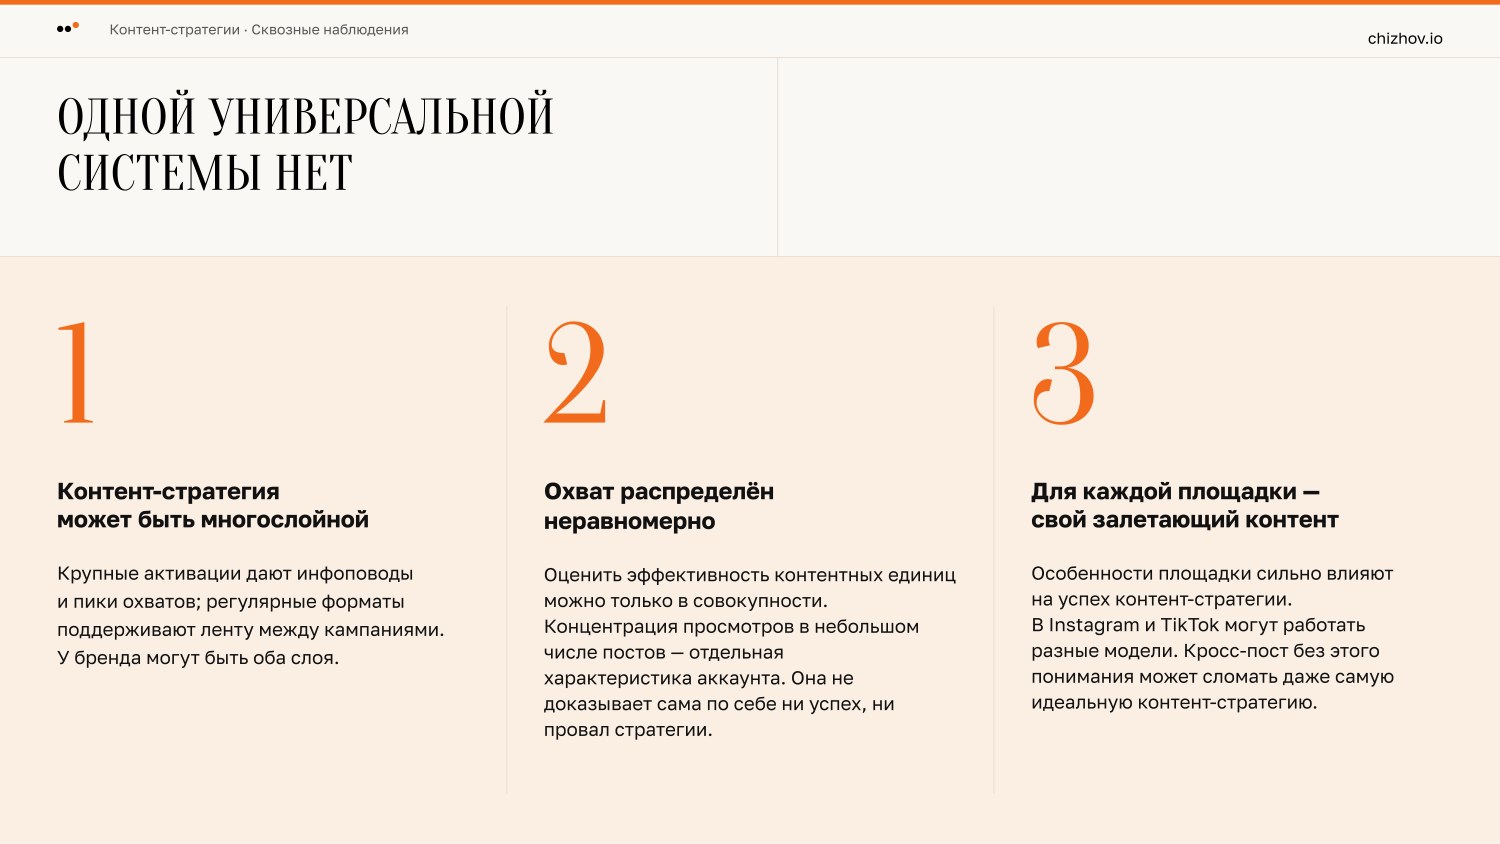 Контент-стратегии · Сквозные наблюдения
chizhov.io
ОДНОЙ УНИВЕРСАЛЬНОЙ
СИСТЕМЫ НЕТ
1
Контент-стратегия
может быть многослойной
Крупные активации дают инфоповоды
и пики охватов; регулярные форматы
поддерживают ленту между кампаниями.
У бренда могут быть оба слоя.
2
Охват распределён
неравномерно
Оценить эффективность контентных единиц
можно только в совокупности.
Концентрация просмотров в небольшом
числе постов — отдельная
характеристика аккаунта. Она не
доказывает сама по себе ни успех, ни
провал стратегии.
3
Для каждой площадки —
свой залетающий контент
Особенности площадки сильно влияют
на успех контент-стратегии.
В Instagram и TikTok могут работать
разные модели. Кросс-пост без этого
понимания может сломать даже самую
идеальную контент-стратегию.